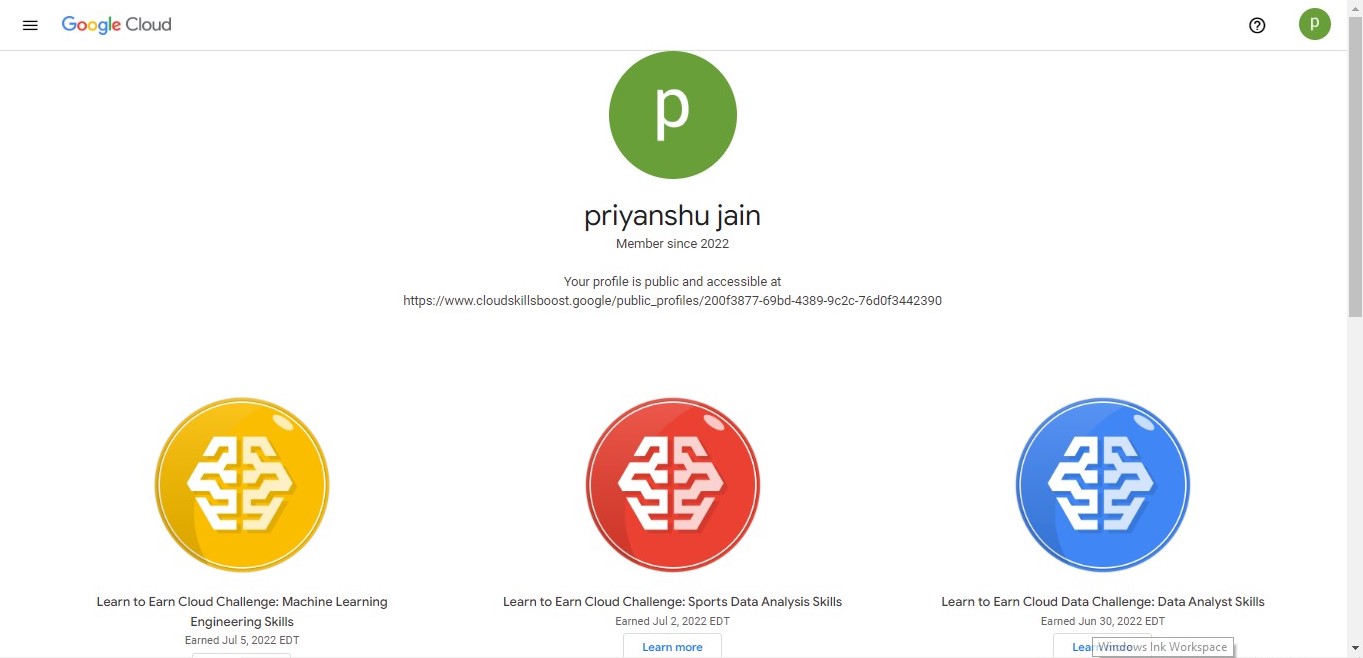 Google Cloud
p
p
priyanshu jain
Member since 2022
Your profile is public and accessible at
https://www.cloudskillsboost.google/public_profiles/200f3877-69bd-4389-9c2c-76d0f3442390
Learn to Earn Cloud Challenge: Machine Learning
Engineering Skills
Earned Jul 5, 2022 EDT
Learn to Earn Cloud Challenge: Sports Data Analysis Skills
Earned Jul 2, 2022 EDT
Learn more
Learn to Earn Cloud Data Challenge: Data Analyst Skills
Earned Jun 30, 2022 EDT
Windows Ink Workspace